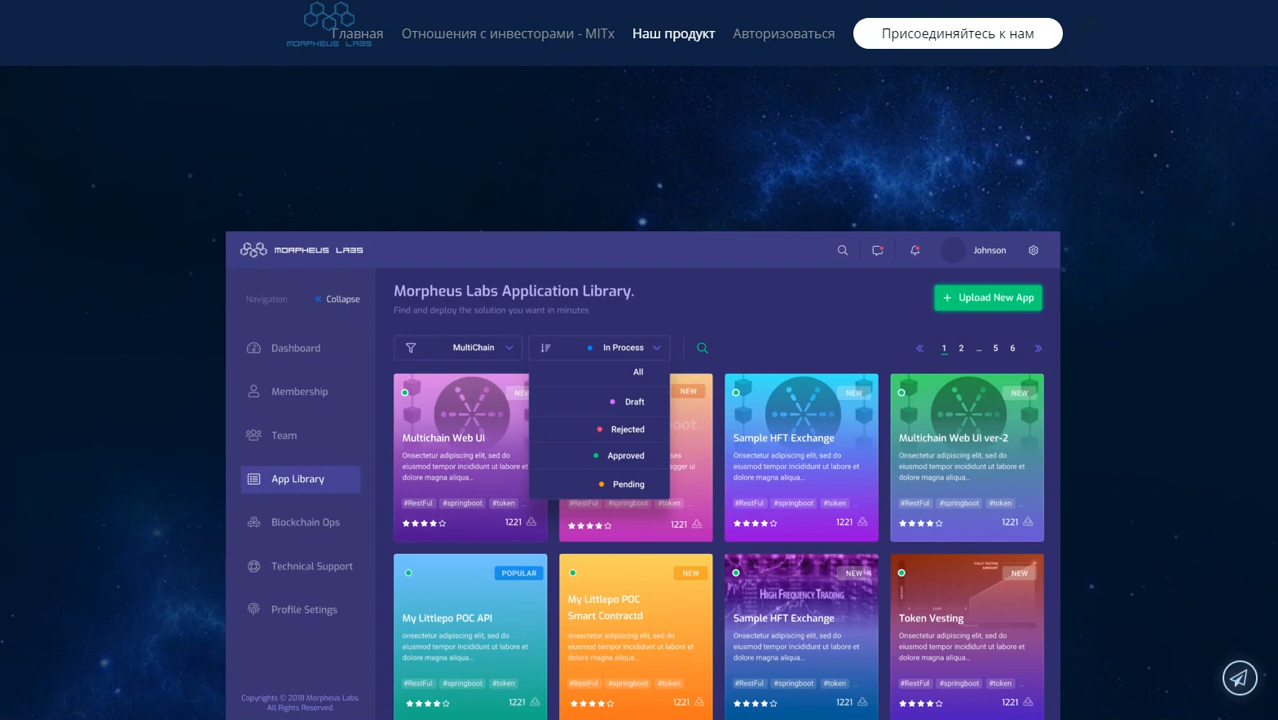 MORPHEUS LABS
Главная
Отношения с инвесторами - MITx
Наш продукт
Авторизоваться
Присоединяйтесь к нам
MORPHEUS LABS
Johnson
Navigation
Collapse
Dashboard
Membership
Team
App Library
Blockchain Ops
Technical Support
Profile Setings
Copyrights © 2018 Morpheus Labs.
All Rights Reserved.
Morpheus Labs Application Library.
Find and deploy the solution you want in minutes
+ Upload New App
MultiChain
In Process
All
Draft
Rejected
Approved
Pending
1 2 ... 5 6
NEW
Multichain Web UI
Onsectetur adipiscing elit, sed do
eiusmod tempor incididunt ut labore et
dolore magna aliqua...
#RestFul #springboot #token ...
1221
NEW
#RestFul #springboot #token ...
1221
NEW
Sample HFT Exchange
Onsectetur adipiscing elit, sed do
eiusmod tempor incididunt ut labore et
dolore magna aliqua...
#RestFul #springboot #token ...
1221
NEW
Multichain Web UI ver-2
Onsectetur adipiscing elit, sed do
eiusmod tempor incididunt ut labore et
dolore magna aliqua...
#RestFul #springboot #token ...
1221
POPULAR
My Littlepo POC API
onsectetur adipiscing elit, sed do
eiusmod tempor incididunt ut labore et
dolore magna aliqua...
#RestFul #springboot #token ...
1221
NEW
My Littlepo POC
Smart Contractd
onsectetur adipiscing elit, sed do
eiusmod tempor incididunt ut labore et
dolore magna aliqua...
#RestFul #springboot #token ...
1221
NEW
HIGH FREQUENCY TRADING
Sample HFT Exchange
onsectetur adipiscing elit, sed do
eiusmod tempor incididunt ut labore et
dolore magna aliqua...
#RestFul #springboot #token ...
1221
NEW
Token Vesting
onsectetur adipiscing elit, sed do
eiusmod tempor incididunt ut labore et
dolore magna aliqua...
#RestFul #springboot #token ...
1221